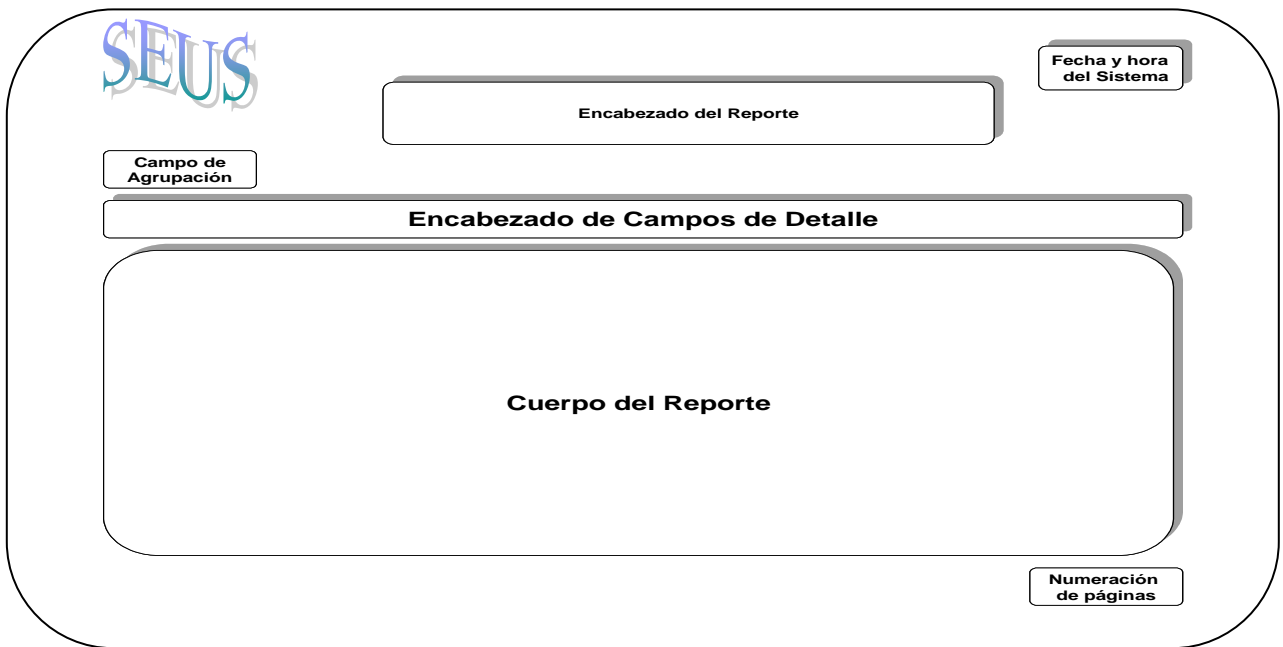 SEUS
Fecha y hora
del Sistema
Encabezado del Reporte
Campo de
Agrupación
Encabezado de Campos de Detalle
Cuerpo del Reporte
Numeración
de páginas